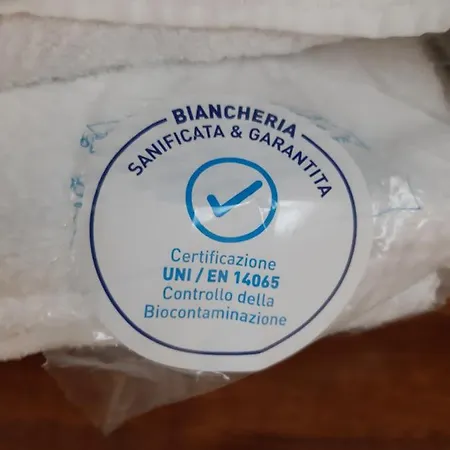 BIANCHERIA
SANIFICATA & GARANTITA
Certificazione
UNI / EN 14065
Controllo della
Biocontaminazione